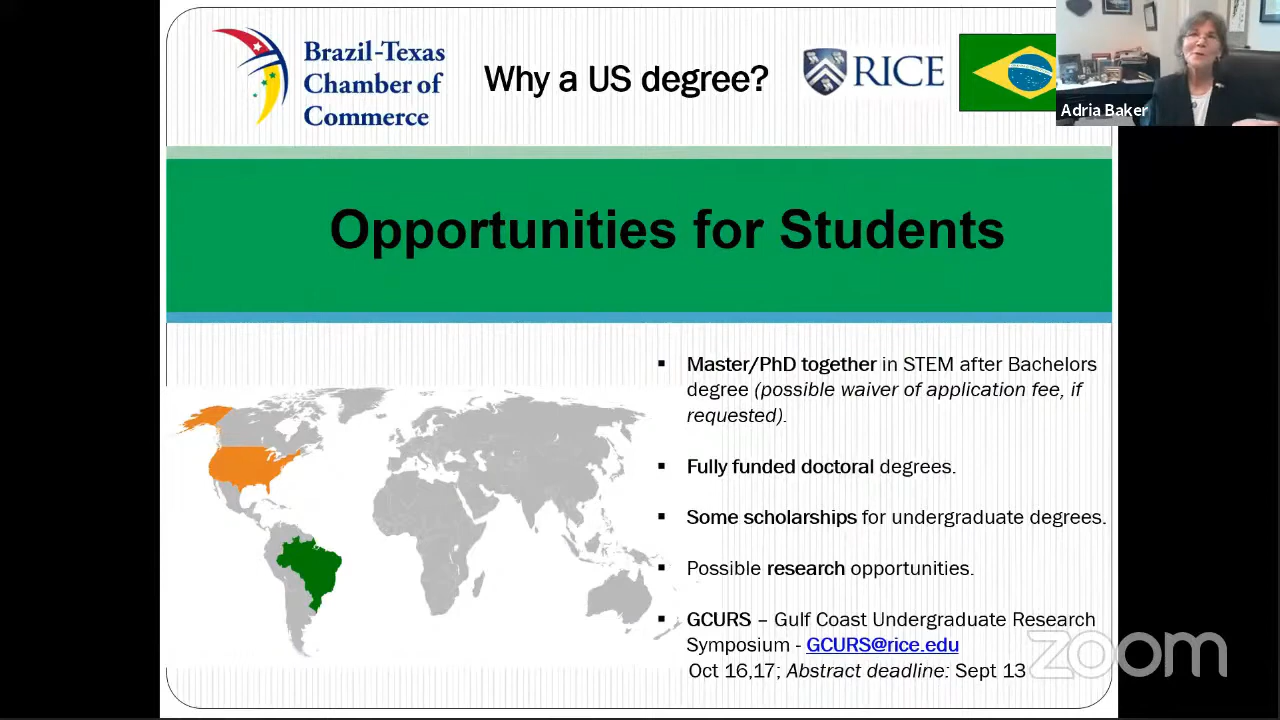 Brazil-Texas
Chamber of
Commerce
Why a US degree?
RICE
Adria Baker
Opportunities for Students
▪ Master/PhD together in STEM after Bachelors
degree (possible waiver of application fee, if
requested).
▪ Fully funded doctoral degrees.
▪ Some scholarships for undergraduate degrees.
▪ Possible research opportunities.
▪ GCURS – Gulf Coast Undergraduate Research
Symposium - GCURS@rice.edu
Oct 16,17; Abstract deadline: Sept 13
zoom